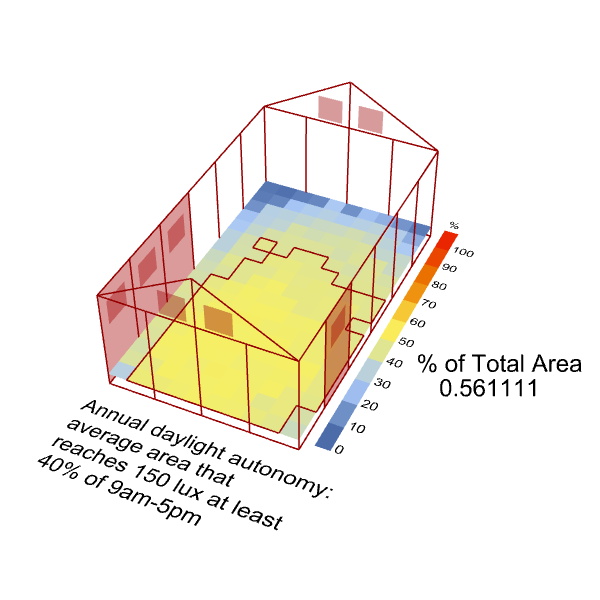 %
100
90
80
70
60
50
40
30
20
10
0
% of Total Area
0.561111
Annual daylight autonomy:
average area that
reaches 150 lux at least
40% of 9am-5pm